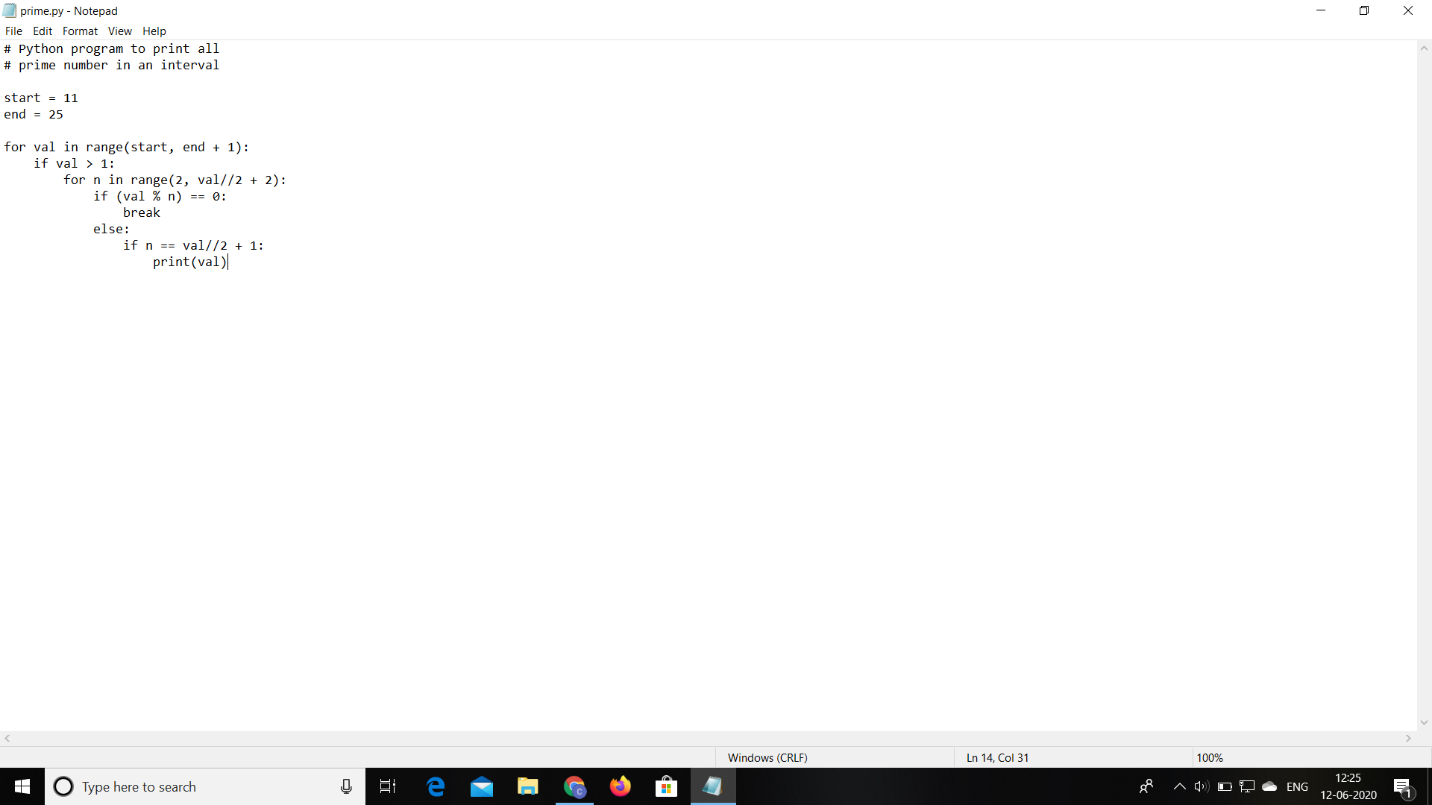 prime.py - Notepad
File Edit Format View Help
# Python program to print all
# prime number in an interval
start = 11
end = 25
for val in range(start, end + 1):
    if val > 1:
        for n in range(2, val//2 + 2):
            if (val % n) == 0:
                break
            else:
                if n == val//2 + 1:
                    print(val)
Windows (CRLF) Ln 14, Col 31 100%
Type here to search
C
ENG
12:25
12-06-2020
1